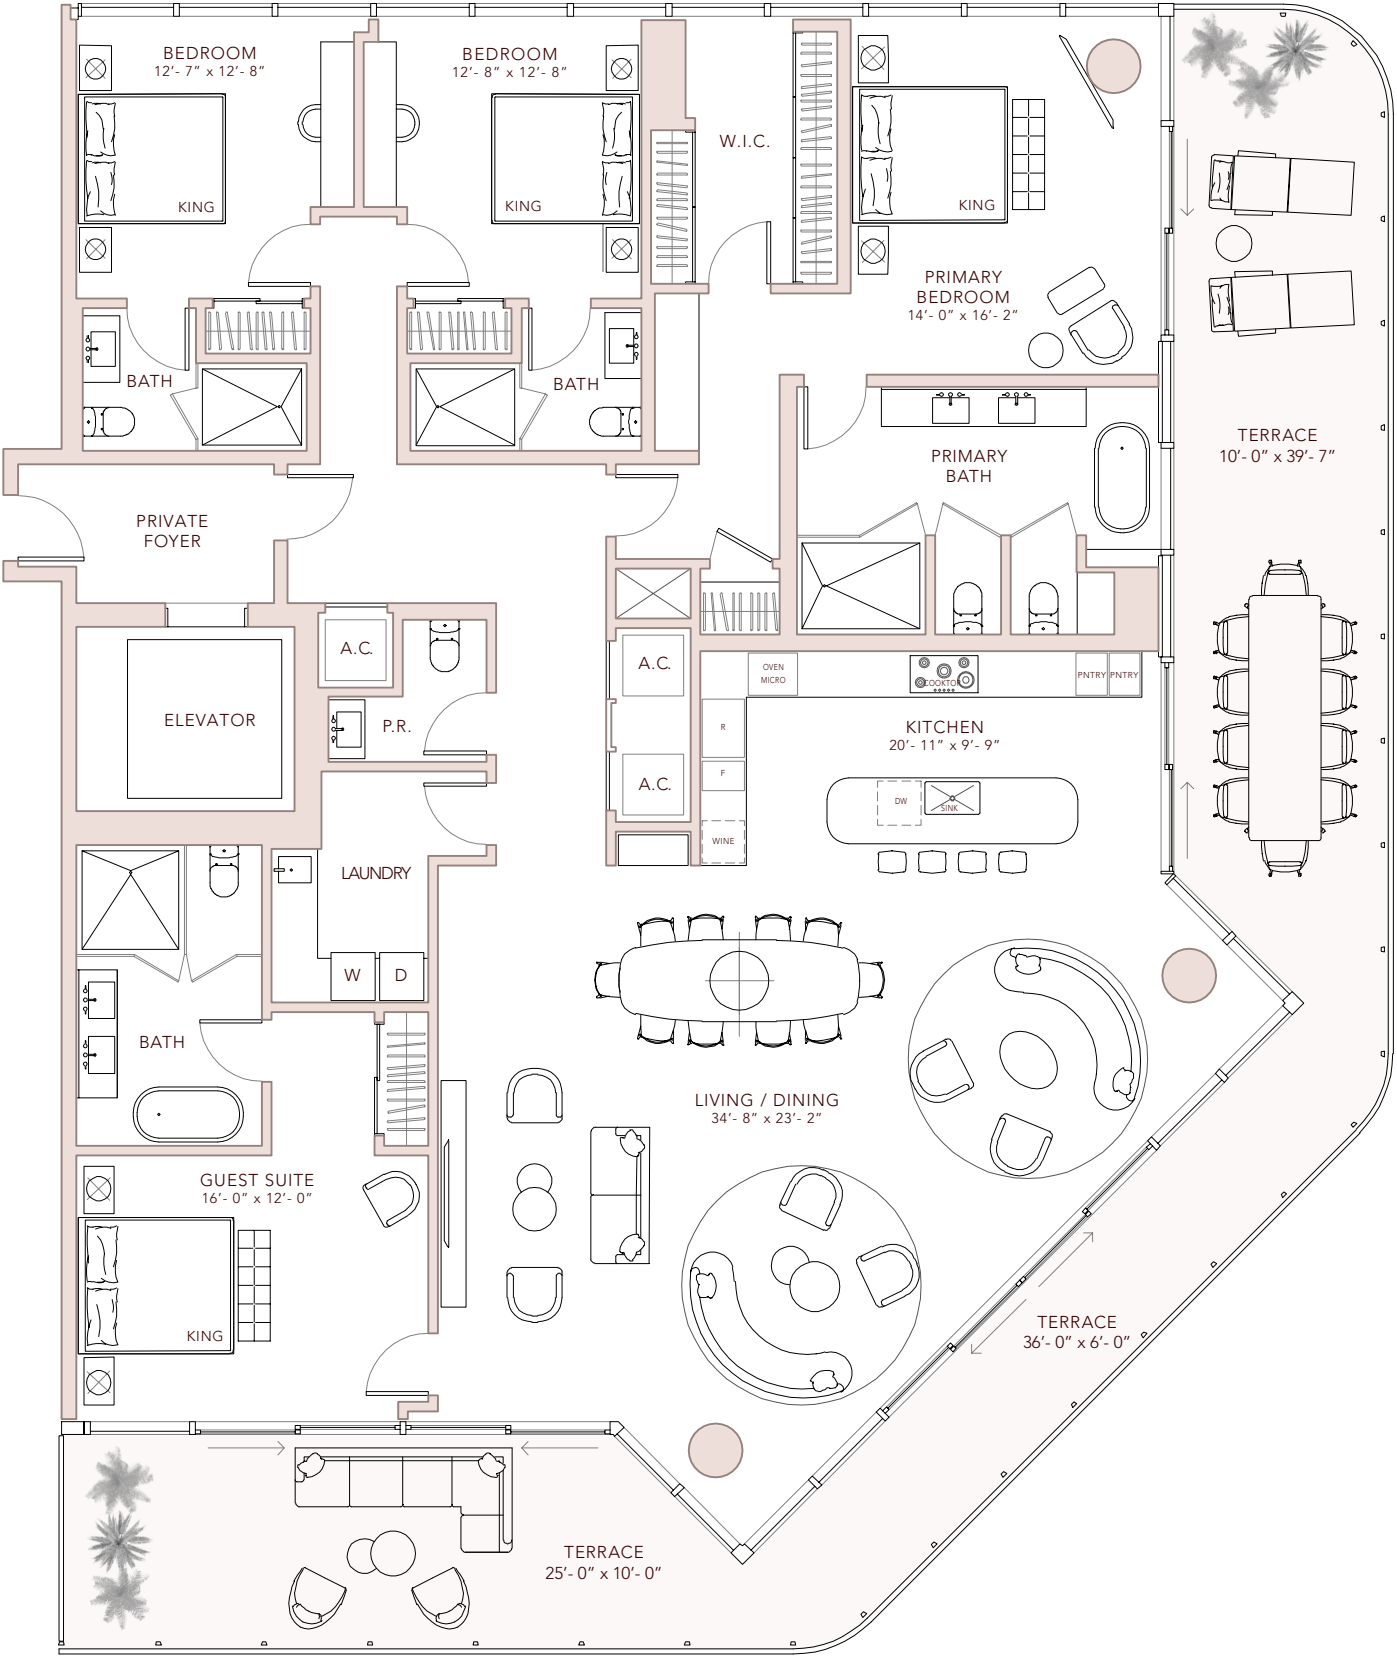 BEDROOM
12'- 7" x 12'- 8"
KING
BEDROOM
12'- 8" x 12'- 8"
KING
W.I.C.
KING
PRIMARY
BEDROOM
14'- 0" x 16'- 2"
BATH
BATH
PRIMARY
BATH
TERRACE
10'- 0" x 39'- 7"
PRIVATE
FOYER
ELEVATOR
A.C.
P.R.
A.C.
A.C.
OVEN
MICRO
COOKTOP
PNTRY
PNTRY
R
F
WINE
KITCHEN
20'- 11" x 9'- 9"
DW
SINK
LAUNDRY
W
D
BATH
LIVING / DINING
34'- 8" x 23'- 2"
GUEST SUITE
16'- 0" x 12'- 0"
KING
TERRACE
36'- 0" x 6'- 0"
TERRACE
25'- 0" x 10'- 0"